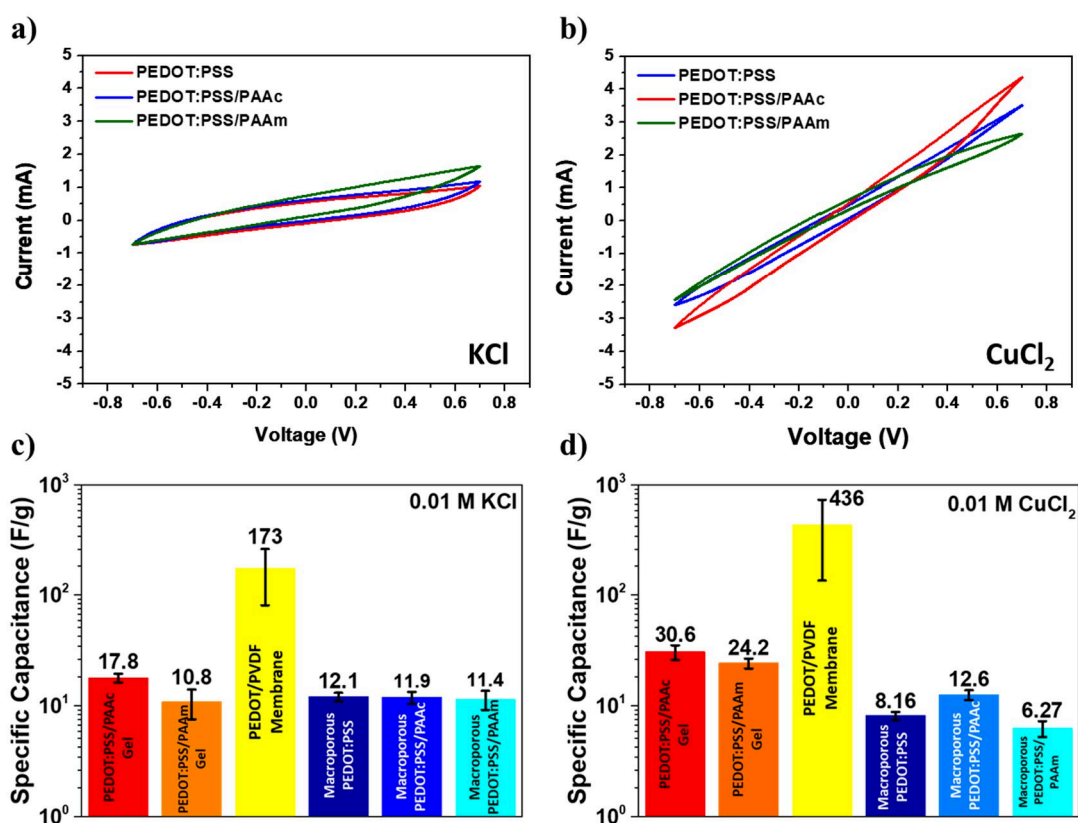 a)
5
4
3
2
1
0
-1
-2
-3
-4
-5
Current (mA)
PEDOT:PSS
PEDOT:PSS/PAAc
PEDOT:PSS/PAAm
KCl
-0.8 -0.6 -0.4 -0.2 0.0 0.2 0.4 0.6 0.8
Voltage (V)
b)
5
4
3
2
1
0
-1
-2
-3
-4
-5
Current (mA)
PEDOT:PSS
PEDOT:PSS/PAAc
PEDOT:PSS/PAAm
CuCl₂
-0.8 -0.6 -0.4 -0.2 0.0 0.2 0.4 0.6 0.8
Voltage (V)
c)
10³
10²
10¹
10⁰
Specific Capacitance (F/g)
0.01 M KCl
17.8
10.8
173
12.1
11.9
11.4
PEDOT:PSS/PAAc
Gel
PEDOT:PSS/PAAm
Gel
PEDOT/PVDF
Membrane
Macroporous
PEDOT:PSS
Macroporous
PEDOT:PSS/PAAc
Macroporous
PEDOT:PSS/PAAm
d)
10³
10²
10¹
10⁰
Specific Capacitance (F/g)
0.01 M CuCl₂
30.6
24.2
436
8.16
12.6
6.27
PEDOT:PSS/PAAc
Gel
PEDOT:PSS/PAAm
Gel
PEDOT/PVDF
Membrane
Macroporous
PEDOT:PSS
Macroporous
PEDOT:PSS/PAAc
Macroporous
PEDOT:PSS/
PAAm